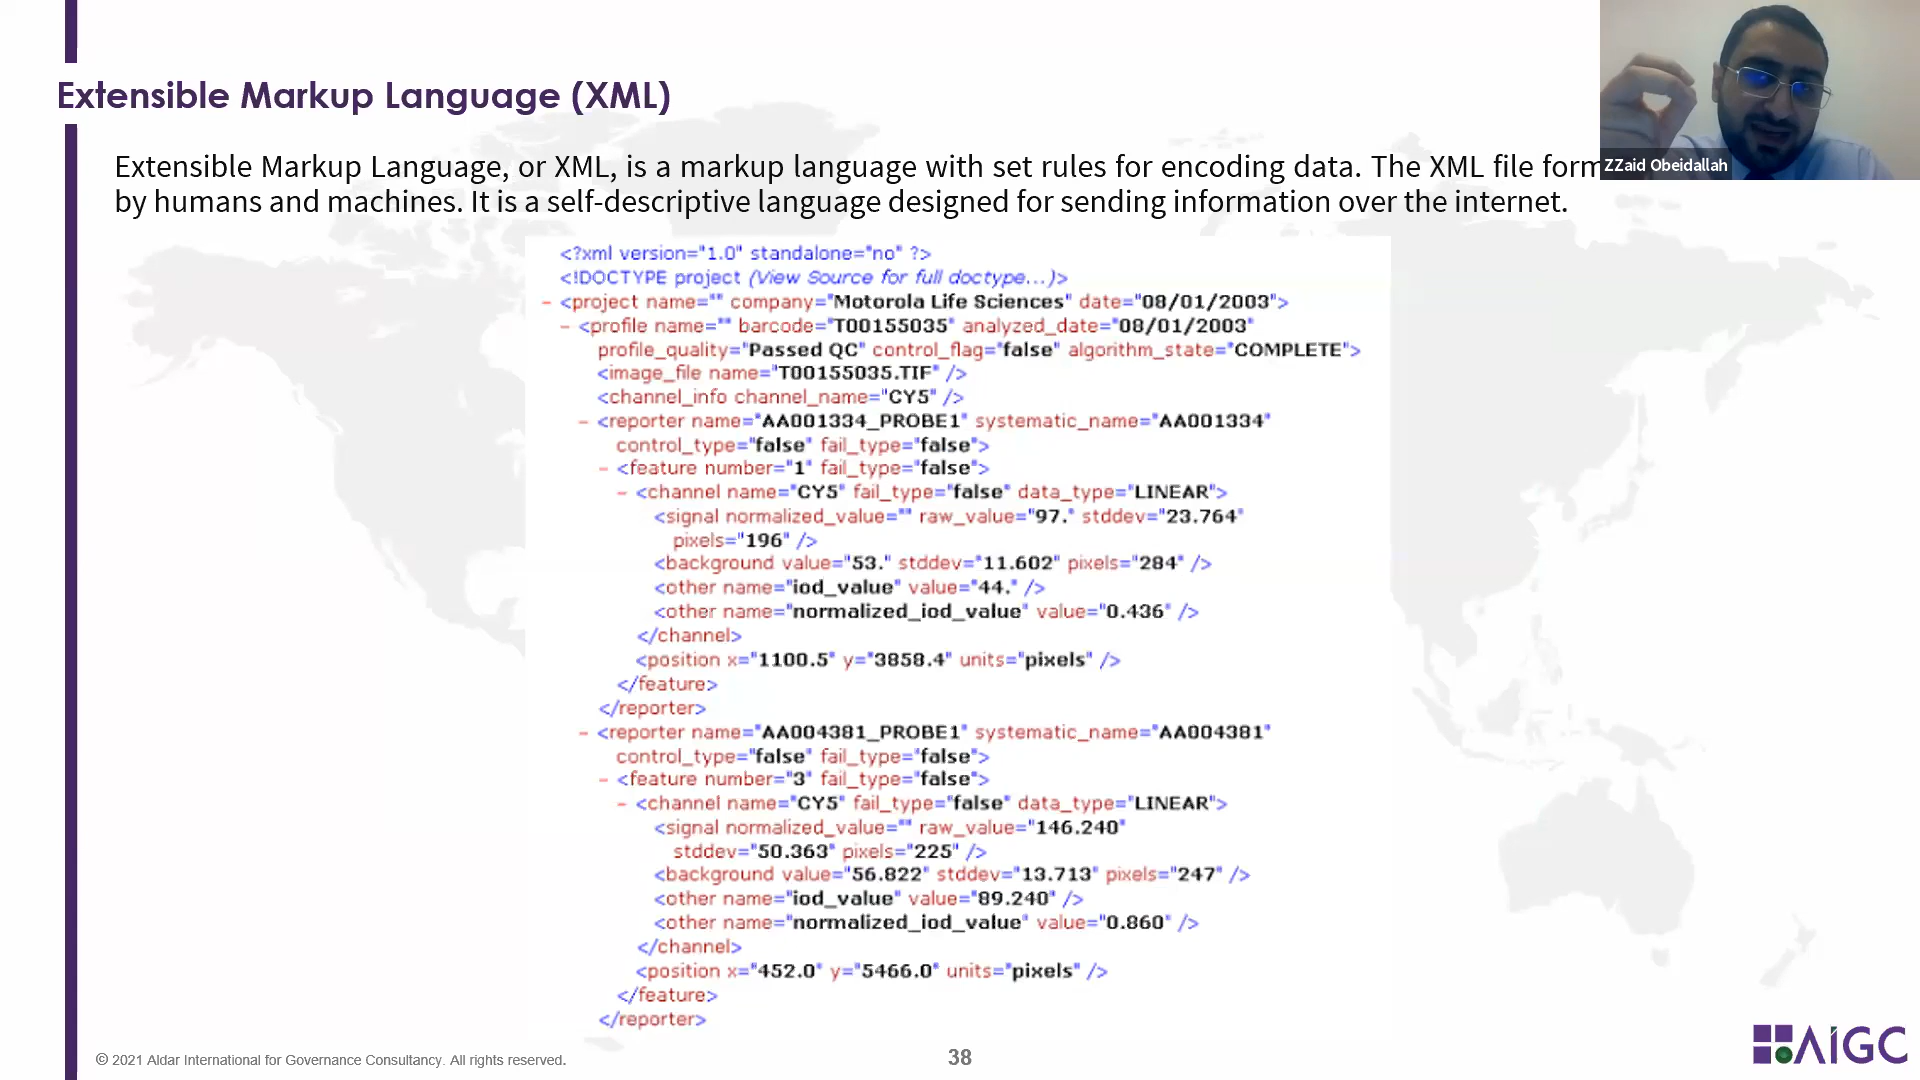 Extensible Markup Language (XML)
ZZaid Obeidallah
Extensible Markup Language, or XML, is a markup language with set rules for encoding data. The XML file form
by humans and machines. It is a self-descriptive language designed for sending information over the internet.
<?xml version="1.0" standalone="no" ?>
<!DOCTYPE project (View Source for full doctype...)>
- <project name="" company="Motorola Life Sciences" date="08/01/2003">
- <profile name="" barcode="T00155035" analyzed_date="08/01/2003"
profile_quality="Passed QC" control_flag="false" algorithm_state="COMPLETE">
<image_file name="T00155035.TIF" />
<channel_info channel_name="CY5" />
- <reporter name="AA001334_PROBE1" systematic_name="AA001334"
control_type="false" fail_type="false">
- <feature number="1" fail_type="false">
- <channel name="CY5" fail_type="false" data_type="LINEAR">
<signal normalized_value="" raw_value="97." stddev="23.764"
pixels="196" />
<background value="53." stddev="11.602" pixels="284" />
<other name="iod_value" value="44." />
<other name="normalized_iod_value" value="0.436" />
</channel>
<position x="1100.5" y="3858.4" units="pixels" />
</feature>
</reporter>
- <reporter name="AA004381_PROBE1" systematic_name="AA004381"
control_type="false" fail_type="false">
- <feature number="3" fail_type="false">
- <channel name="CY5" fail_type="false" data_type="LINEAR">
<signal normalized_value="" raw_value="146.240"
stddev="50.363" pixels="225" />
<background value="56.822" stddev="13.713" pixels="247" />
<other name="iod_value" value="89.240" />
<other name="normalized_iod_value" value="0.860" />
</channel>
<position x="452.0" y="5466.0" units="pixels" />
</feature>
</reporter>
© 2021 Aldar International for Governance Consultancy. All rights reserved.
38
AIGC